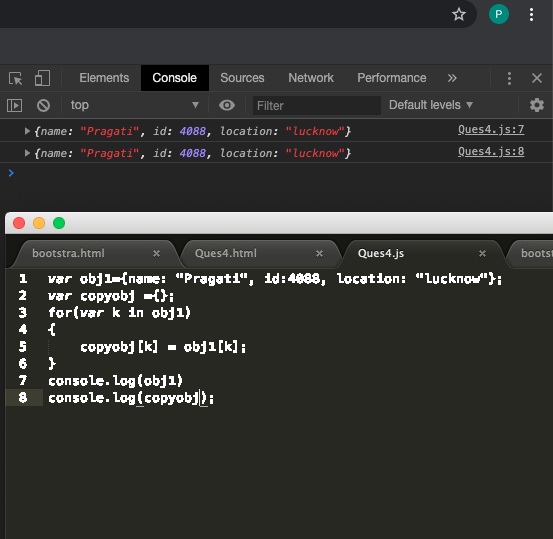 P
Elements Console Sources Network Performance »
top Filter Default levels
{name: "Pragati", id: 4088, location: "lucknow"} Ques4.js:7
{name: "Pragati", id: 4088, location: "lucknow"} Ques4.js:8
>
bootstra.html × Ques4.html × Ques4.js × bootst
1 var obj1={name: "Pragati", id:4088, location: "lucknow"};
2 var copyobj ={};
3 for(var k in obj1)
4 {
5 copyobj[k] = obj1[k];
6 }
7 console.log(obj1)
8 console.log(copyobj);